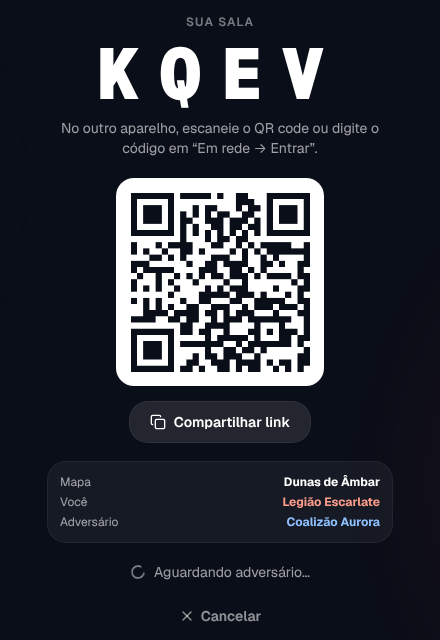 SUA SALA
KQEV
No outro aparelho, escaneie o QR code ou digite o
código em “Em rede → Entrar”.
Compartilhar link
Mapa Dunas de Âmbar
Você Legião Escarlate
Adversário Coalizão Aurora
Aguardando adversário...
Cancelar